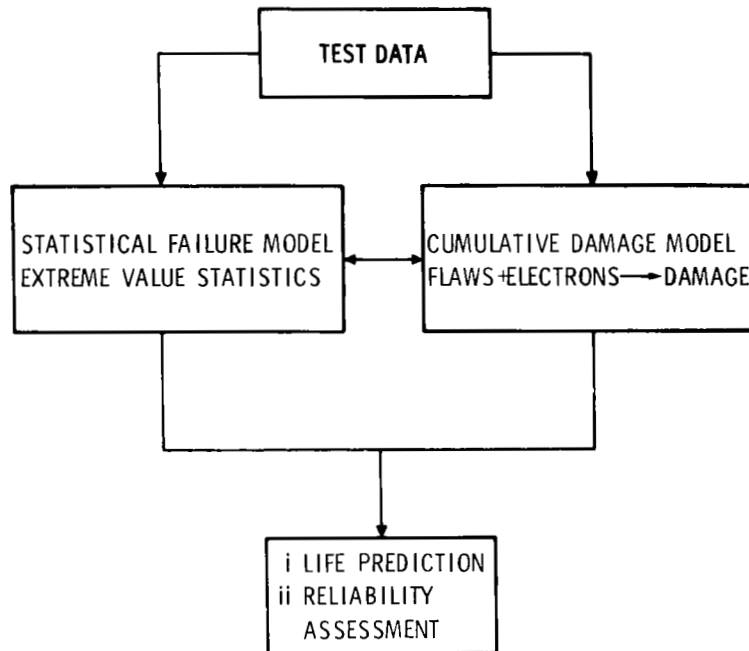 TEST DATA
STATISTICAL FAILURE MODEL
EXTREME VALUE STATISTICS
CUMULATIVE DAMAGE MODEL
FLAWS+ELECTRONS→DAMAGE
i LIFE PREDICTION
ii RELIABILITY
ASSESSMENT